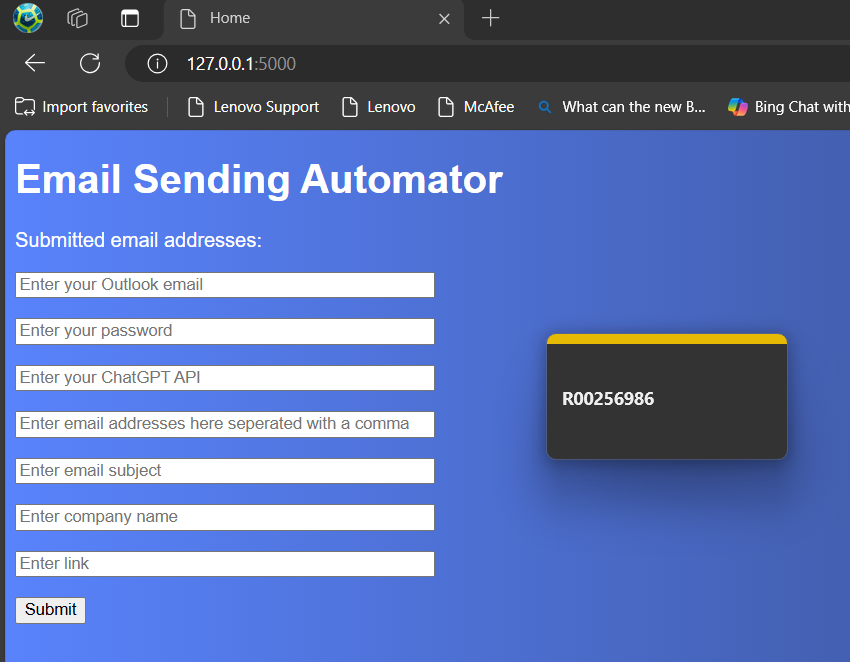 Home
127.0.0.1:5000
Import favorites Lenovo Support Lenovo McAfee What can the new B... Bing Chat with
Email Sending Automator
Submitted email addresses:
Enter your Outlook email
Enter your password
Enter your ChatGPT API
R00256986
Enter email addresses here seperated with a comma
Enter email subject
Enter company name
Enter link
Submit